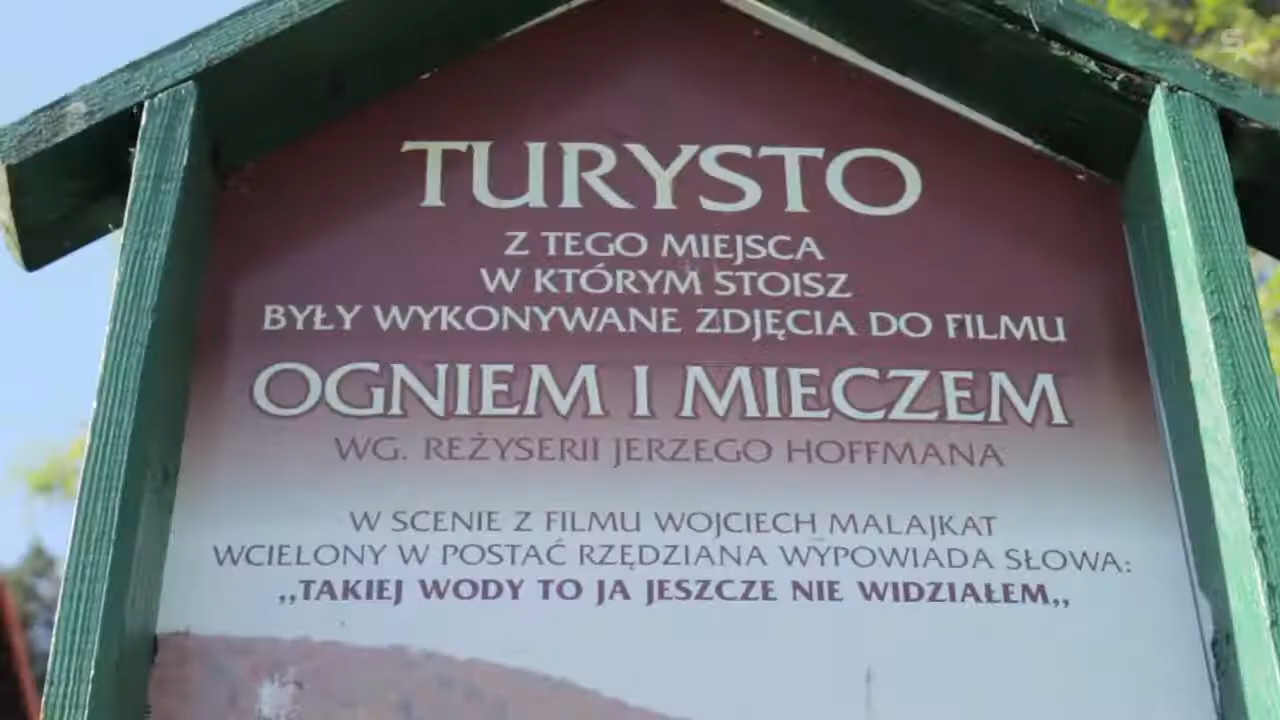 TURYSTO
Z TEGO MIEJSCA
W KTÓRYM STOISZ
BYŁY WYKONYWANE ZDJĘCIA DO FILMU
OGNIEM I MIECZEM
WG. REŻYSERII JERZEGO HOFFMANA
W SCENIE Z FILMU WOJCIECH MALAJKAT
WCIELONY W POSTAĆ RZĘDZIANA WYPOWIADA SŁOWA:
,,TAKIEJ WODY TO JA JESZCZE NIE WIDZIAŁEM,,